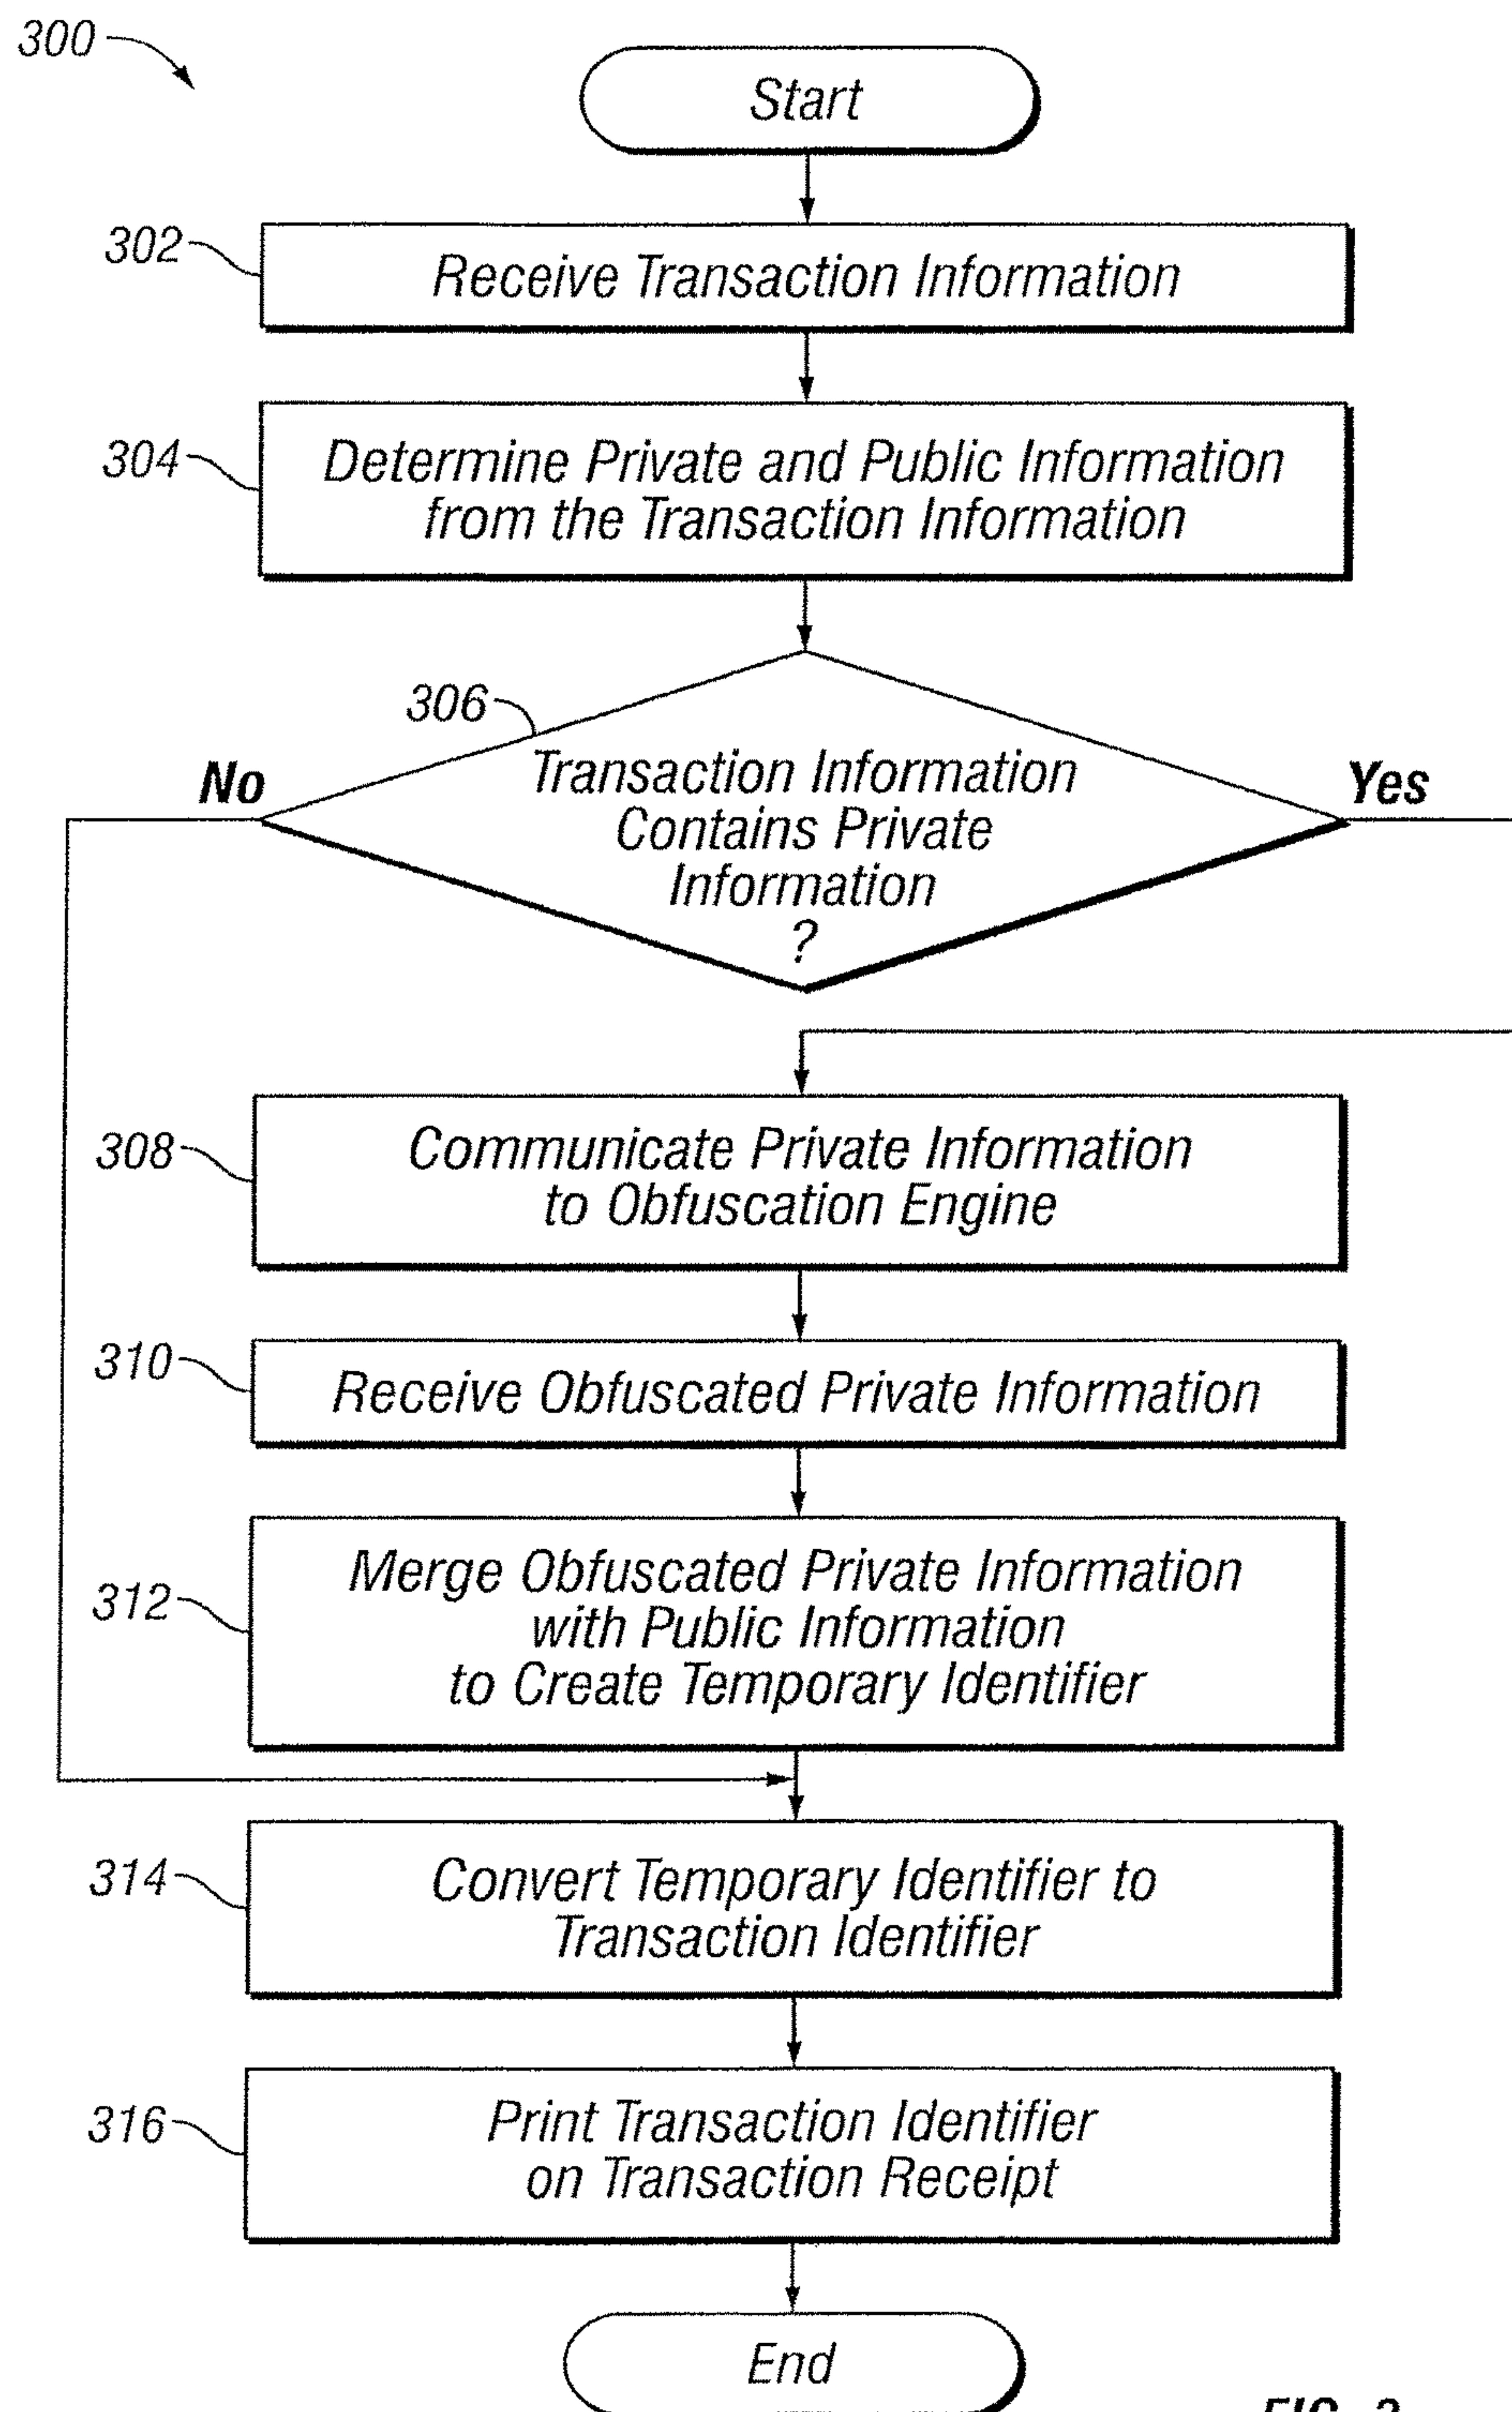 300
Start
302
Receive Transaction Information
304
Determine Private and Public Information
from the Transaction Information
306
No
Yes
Transaction Information
Contains Private
Information
?
308
Communicate Private Information
to Obfuscation Engine
310
Receive Obfuscated Private Information
312
Merge Obfuscated Private Information
with Public Information
to Create Temporary Identifier
314
Convert Temporary Identifier to
Transaction Identifier
316
Print Transaction Identifier
on Transaction Receipt
End
FIG.